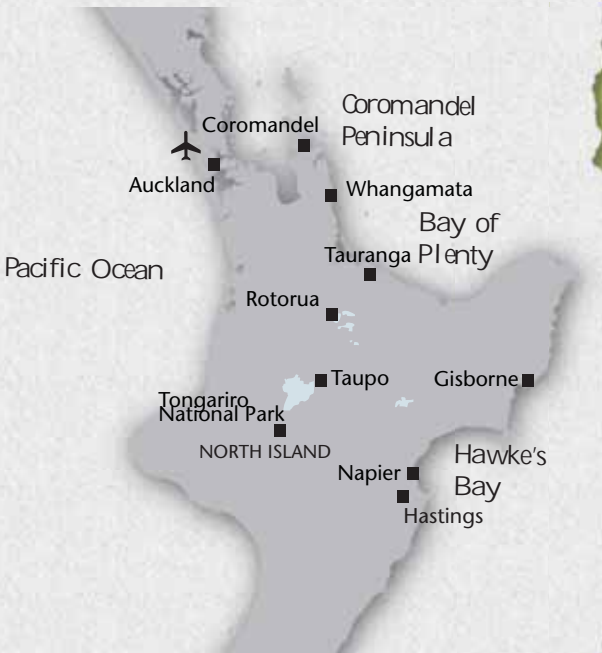 Coromandel
Peninsula
Coromandel
Auckland
Whangamata
Bay of
Plenty
Tauranga
Pacific Ocean
Rotorua
Taupo
Gisborne
Tongariro
National Park
NORTH ISLAND
Hawke's
Bay
Napier
Hastings